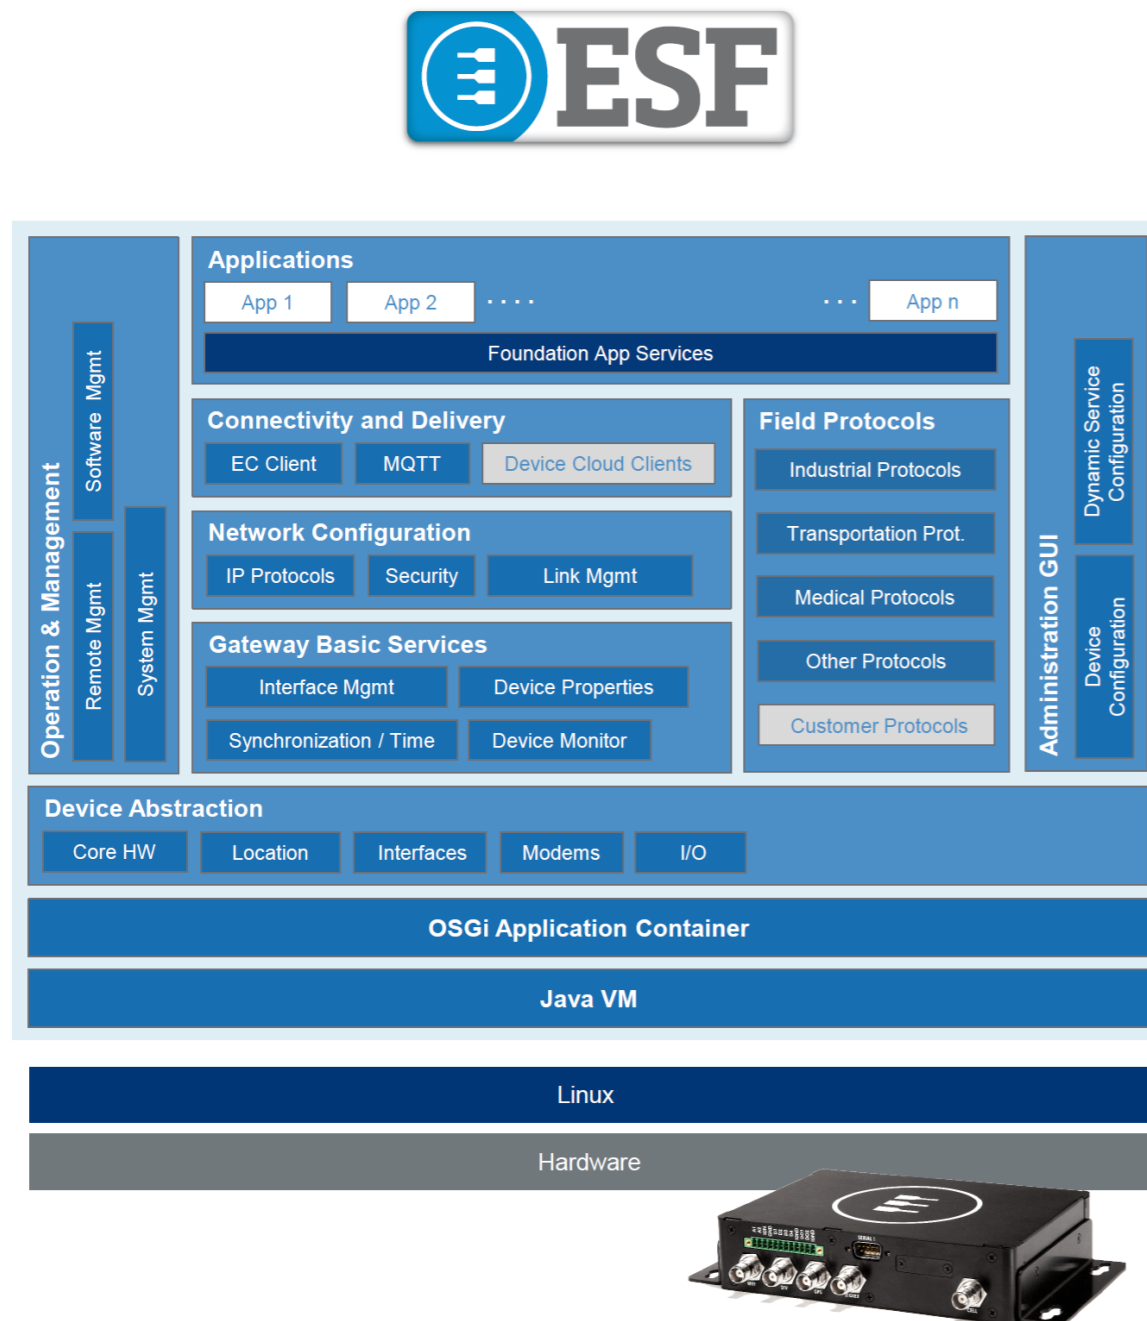 ESF
Applications
App 1
App 2
. . . .
. . .
App n
Foundation App Services
Connectivity and Delivery
EC Client
MQTT
Device Cloud Clients
Field Protocols
Industrial Protocols
Transportation Prot.
Medical Protocols
Other Protocols
Customer Protocols
Network Configuration
IP Protocols
Security
Link Mgmt
Gateway Basic Services
Interface Mgmt
Device Properties
Synchronization / Time
Device Monitor
Operation & Management
Software Mgmt
Remote Mgmt
System Mgmt
Administration GUI
Dynamic Service
Configuration
Device
Configuration
Device Abstraction
Core HW
Location
Interfaces
Modems
I/O
OSGi Application Container
Java VM
Linux
Hardware
SERIAL 1
CELL